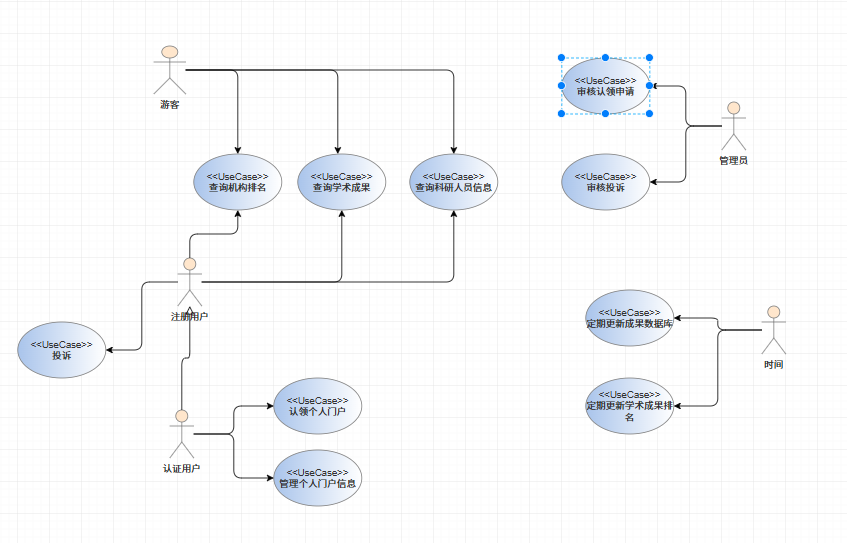 游客
<<UseCase>>
审核认领申请
管理员
<<UseCase>>
查询机构排名
<<UseCase>>
查询学术成果
<<UseCase>>
查询科研人员信息
<<UseCase>>
审核投诉
注册用户
<<UseCase>>
投诉
<<UseCase>>
定期更新成果数据库
时间
<<UseCase>>
认领个人门户
<<UseCase>>
定期更新学术成果排
名
认证用户
<<UseCase>>
管理个人门户信息